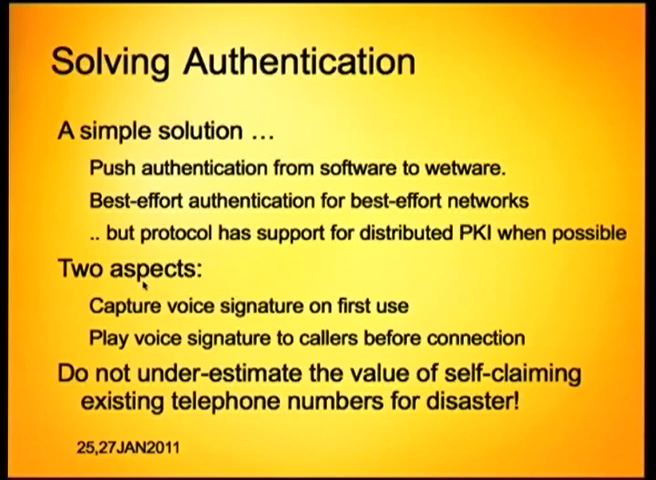 Solving Authentication
A simple solution ...
Push authentication from software to wetware.
Best-effort authentication for best-effort networks
.. but protocol has support for distributed PKI when possible
Two aspects:
Capture voice signature on first use
Play voice signature to callers before connection
Do not under-estimate the value of self-claiming
existing telephone numbers for disaster!
25,27JAN2011